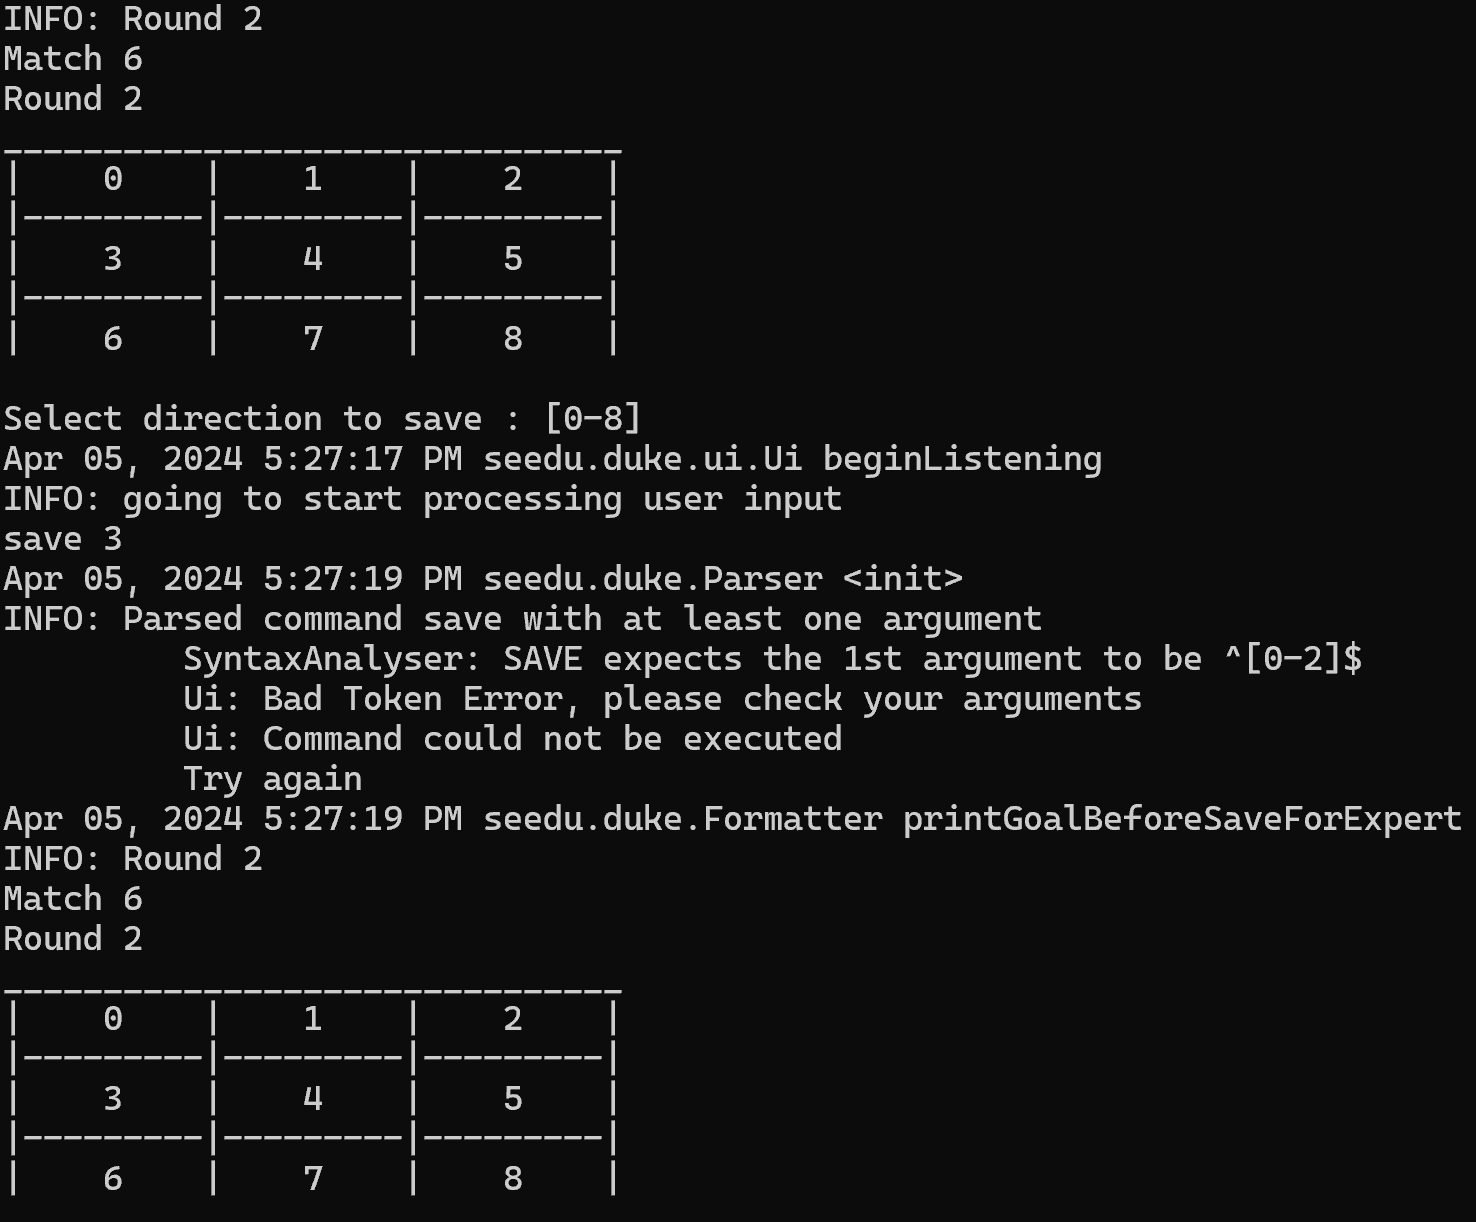 INFO: Round 2
Match 6
Round 2
_______________________________
|    0    |    1    |    2    |
|---------|---------|---------|
|    3    |    4    |    5    |
|---------|---------|---------|
|    6    |    7    |    8    |
Select direction to save : [0-8]
Apr 05, 2024 5:27:17 PM seedu.duke.ui.Ui beginListening
INFO: going to start processing user input
save 3
Apr 05, 2024 5:27:19 PM seedu.duke.Parser <init>
INFO: Parsed command save with at least one argument
         SyntaxAnalyser: SAVE expects the 1st argument to be ^[0-2]$
         Ui: Bad Token Error, please check your arguments
         Ui: Command could not be executed
         Try again
Apr 05, 2024 5:27:19 PM seedu.duke.Formatter printGoalBeforeSaveForExpert
INFO: Round 2
Match 6
Round 2
_______________________________
|    0    |    1    |    2    |
|---------|---------|---------|
|    3    |    4    |    5    |
|---------|---------|---------|
|    6    |    7    |    8    |